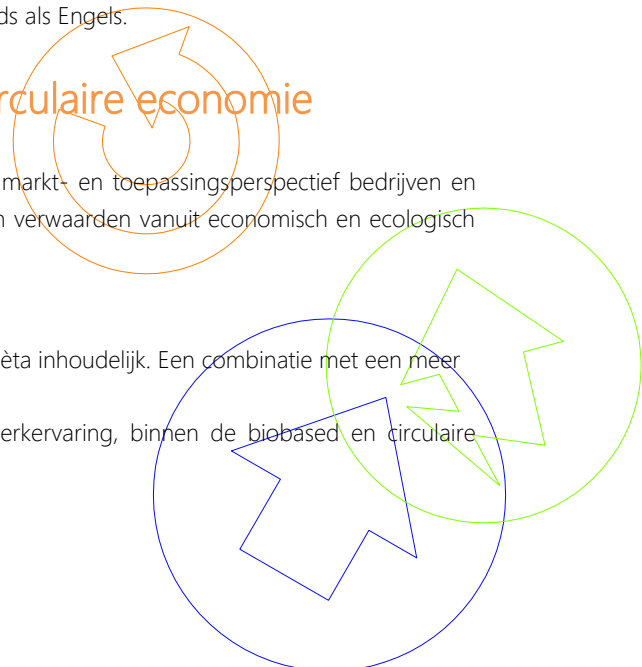 ds als Engels.
rculaire economie
markt- en toepassingsperspectief bedrijven en
n verwaarden vanuit economisch en ecologisch
èta inhoudelijk. Een combinatie met een meer
erkervaring, binnen de biobased en circulaire